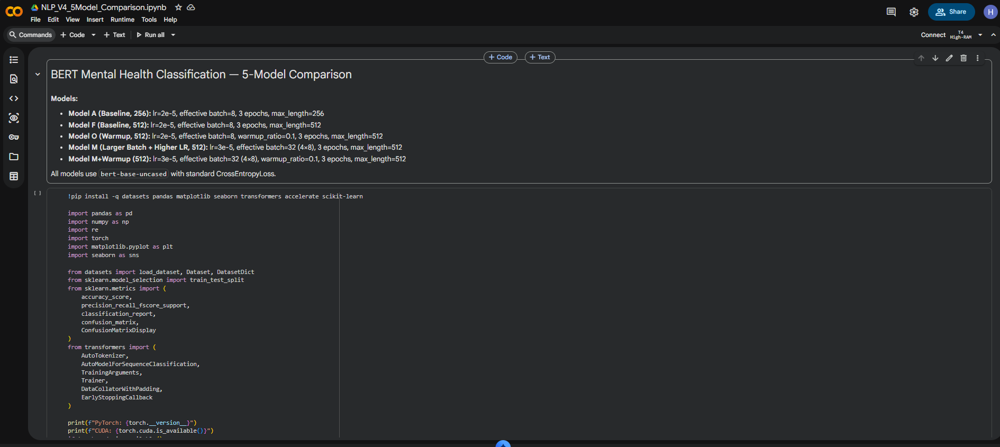 NLP_V4_5Model_Comparison.ipynb
File Edit View Insert Runtime Tools Help
Share
H
Commands + Code + Text Run all
Connect T4 High-RAM
+ Code + Text
BERT Mental Health Classification — 5-Model Comparison
Models:
• Model A (Baseline, 256): lr=2e-5, effective batch=8, 3 epochs, max_length=256
• Model F (Baseline, 512): lr=2e-5, effective batch=8, 3 epochs, max_length=512
• Model O (Warmup, 512): lr=2e-5, effective batch=8, warmup_ratio=0.1, 3 epochs, max_length=512
• Model M (Larger Batch + Higher LR, 512): lr=3e-5, effective batch=32 (4×8), 3 epochs, max_length=512
• Model M+Warmup (512): lr=3e-5, effective batch=32 (4×8), warmup_ratio=0.1, 3 epochs, max_length=512
All models use bert-base-uncased with standard CrossEntropyLoss.
[ ]
!pip install -q datasets pandas matplotlib seaborn transformers accelerate scikit-learn
import pandas as pd
import numpy as np
import re
import torch
import matplotlib.pyplot as plt
import seaborn as sns
from datasets import load_dataset, Dataset, DatasetDict
from sklearn.model_selection import train_test_split
from sklearn.metrics import (
    accuracy_score,
    precision_recall_fscore_support,
    classification_report,
    confusion_matrix,
    ConfusionMatrixDisplay
)
from transformers import (
    AutoTokenizer,
    AutoModelForSequenceClassification,
    TrainingArguments,
    Trainer,
    DataCollatorWithPadding,
    EarlyStoppingCallback
)
print(f"PyTorch: {torch.__version__}")
print(f"CUDA: {torch.cuda.is_available()}")